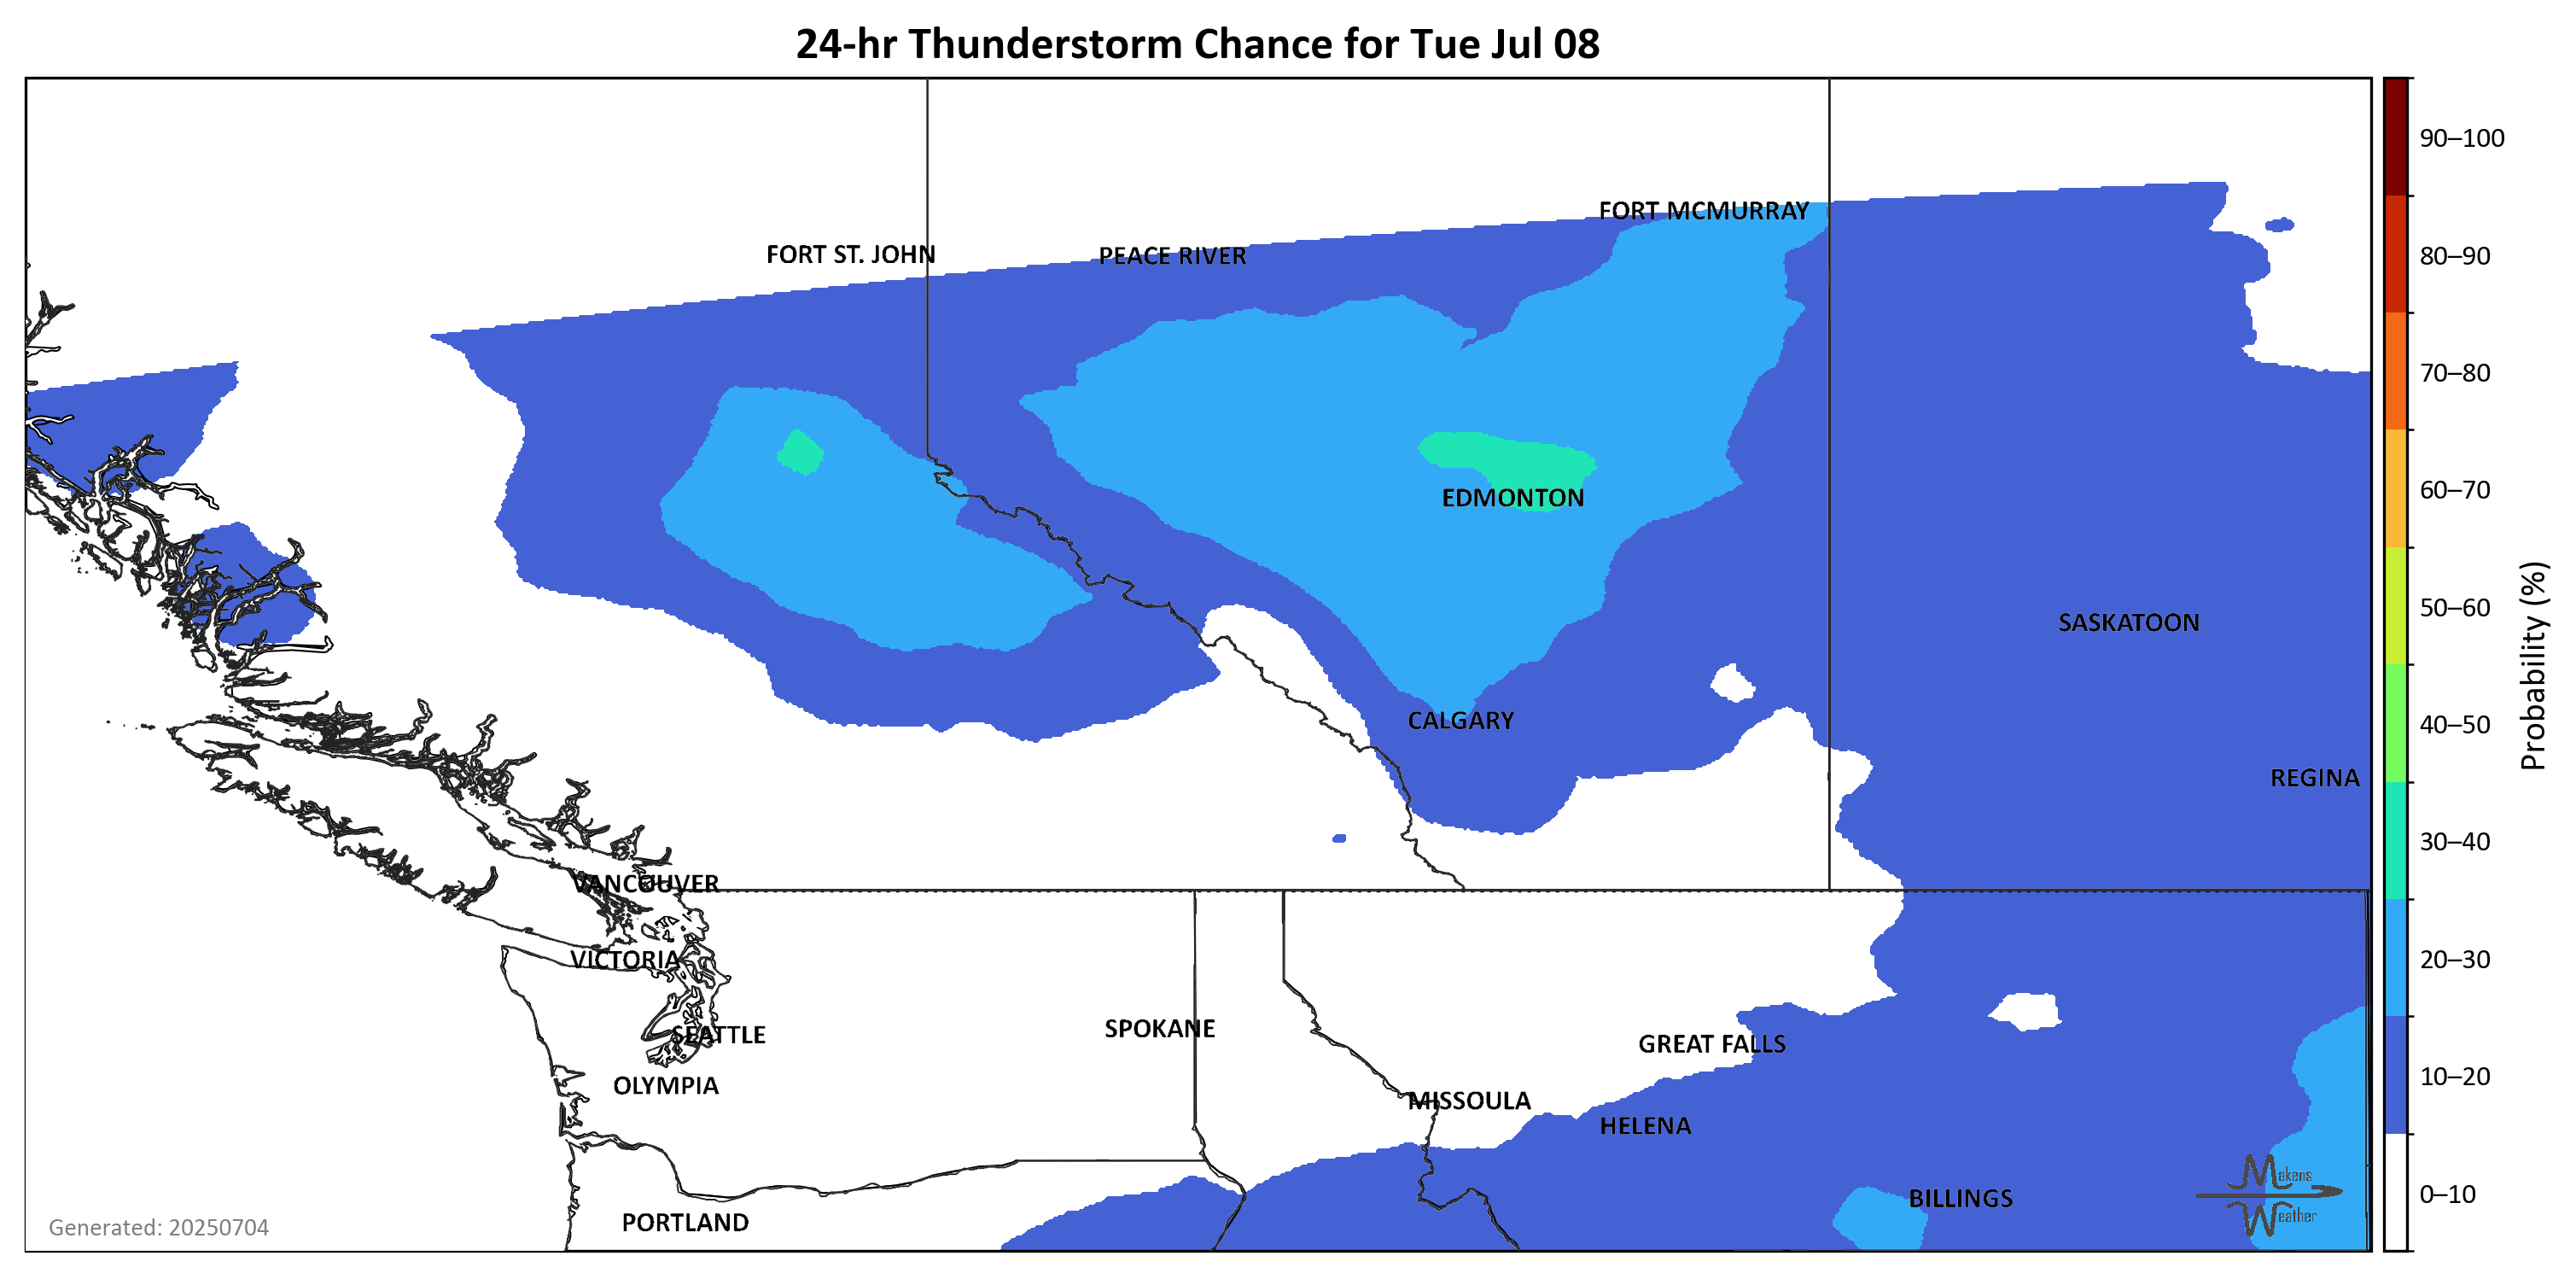 24-hr Thunderstorm Chance for Tue Jul 08
FORT MCMURRAY
FORT ST. JOHN
PEACE RIVER
EDMONTON
SASKATOON
CALGARY
REGINA
VANCOUVER
VICTORIA
SPOKANE
SEATTLE
GREAT FALLS
OLYMPIA
MISSOULA
HELENA
BILLINGS
PORTLAND
Generated: 20250704
Makens
Weather
90–100
80–90
70–80
60–70
50–60
40–50
30–40
20–30
10–20
0–10
Probability (%)